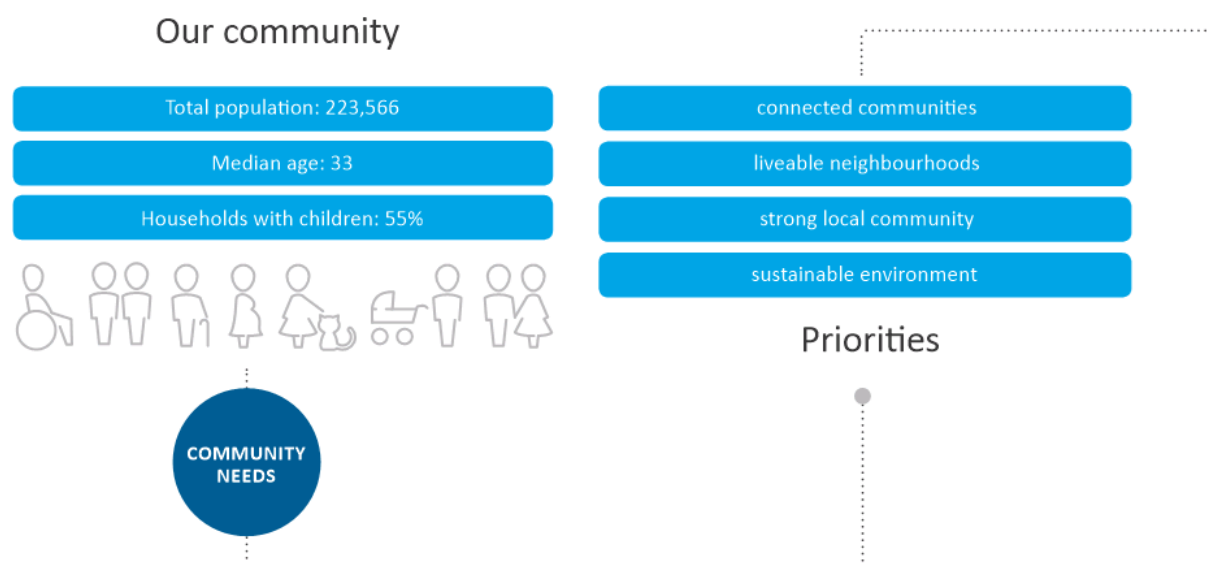 Our community
Total population: 223,566
Median age: 33
Households with children: 55%
COMMUNITY
NEEDS
connected communities
liveable neighbourhoods
strong local community
sustainable environment
Priorities